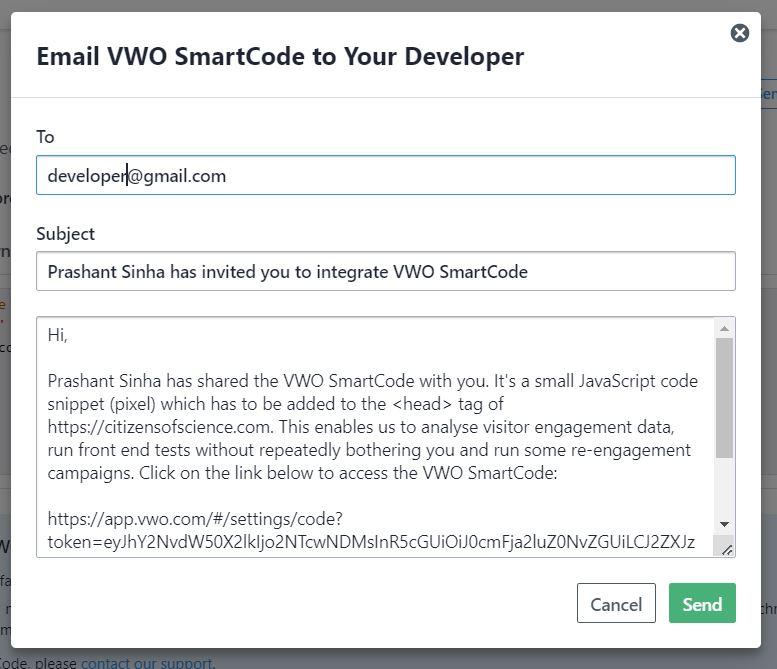 Email VWO SmartCode to Your Developer
To
developer@gmail.com
Subject
Prashant Sinha has invited you to integrate VWO SmartCode
Hi,
Prashant Sinha has shared the VWO SmartCode with you. It's a small JavaScript code
snippet (pixel) which has to be added to the <head> tag of
https://citizensofscience.com. This enables us to analyse visitor engagement data,
run front end tests without repeatedly bothering you and run some re-engagement
campaigns. Click on the link below to access the VWO SmartCode:
https://app.vwo.com/#/settings/code?
token=eyJhY2NvdW50X2lkIjo2NTcwNDMsInR5cGUiOiJ0cmFja2luZ0NvZGUiLCJ2ZXJz
Cancel
Send
Code, please contact our support.